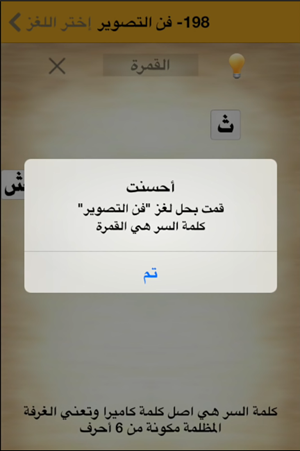 198- فن التصوير إختر اللغز
القمرة
ث
ش
أحسنت
قمت بحل لغز "فن التصوير"
كلمة السر هي القمرة
تم
كلمة السر هي اصل كلمة كاميرا وتعني الغرفة
المظلمة مكونة من 6 أحرف